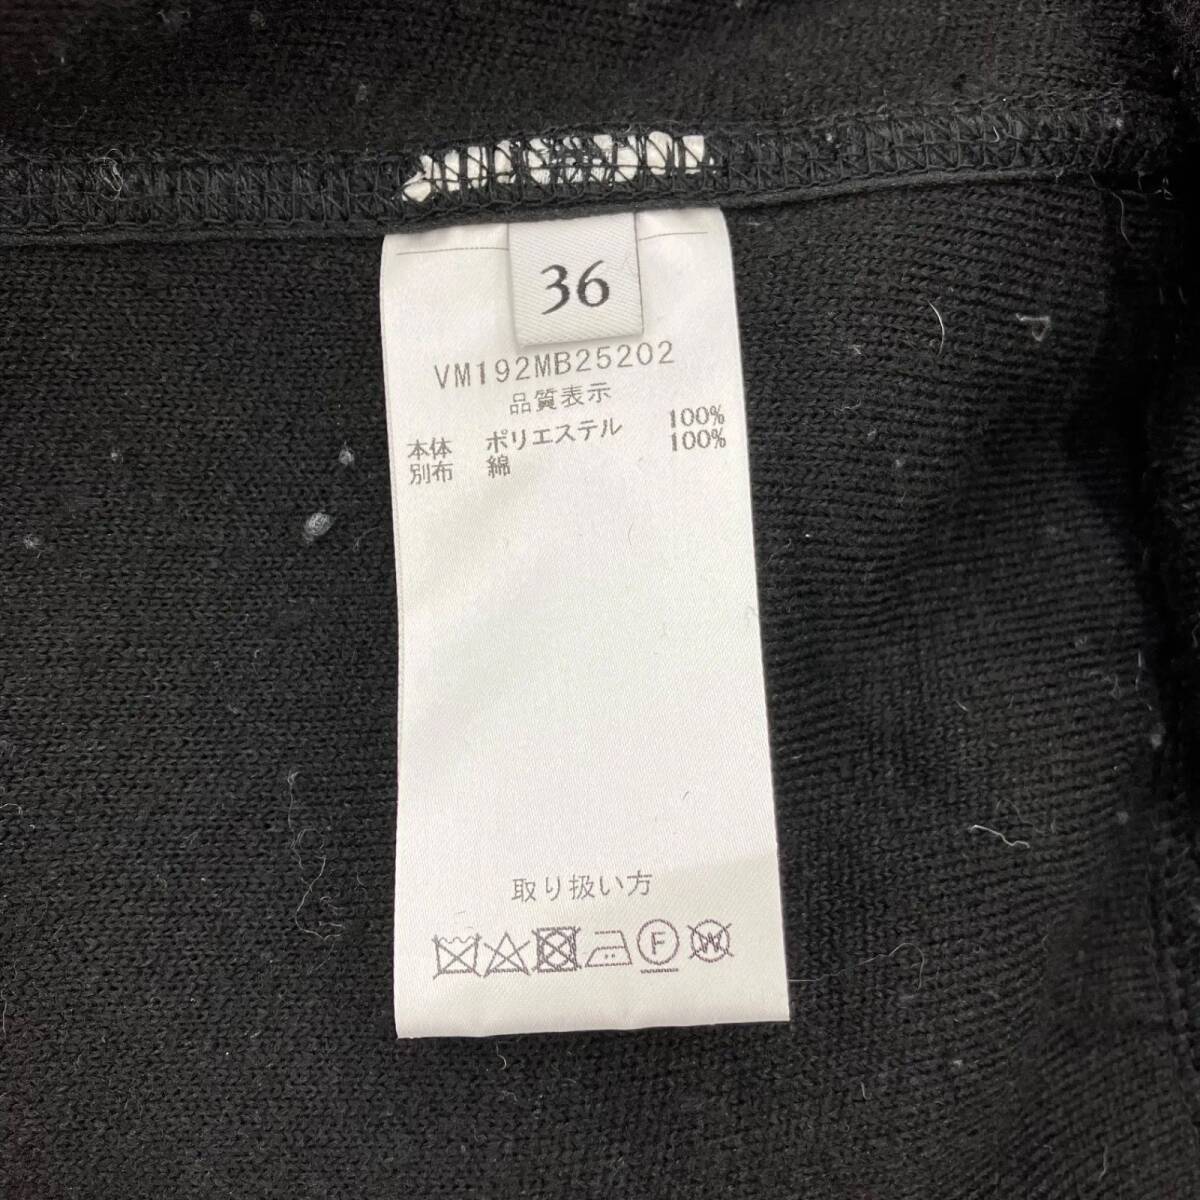 36
VM192MB25202
品質表示
本体 ポリエステル 100%
別布 綿 100%
取り扱い方
F W